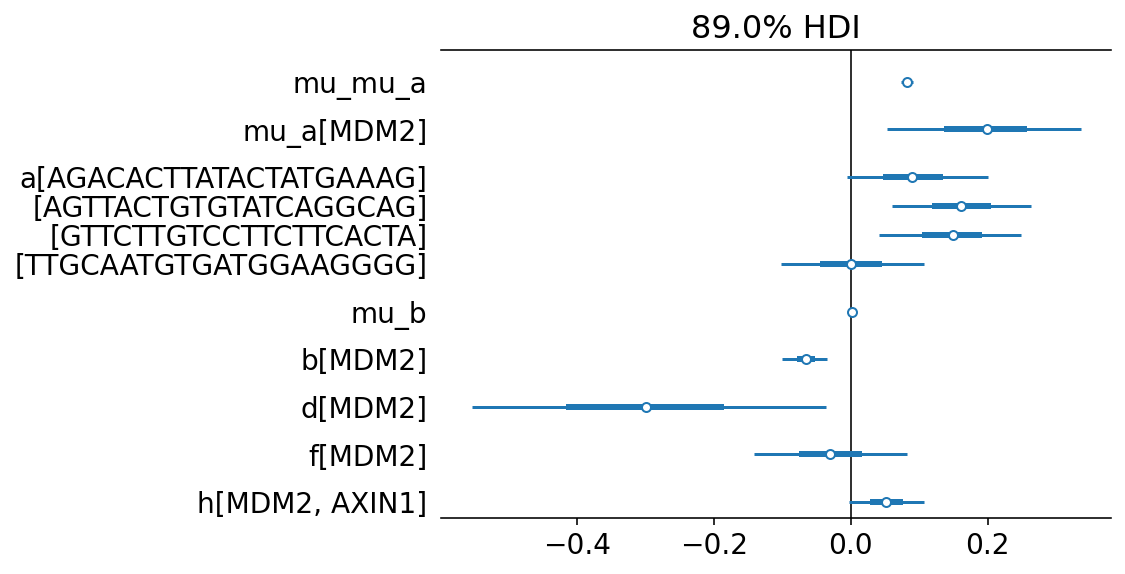 89.0% HDI
mu_mu_a
mu_a[MDM2]
a[AGACACTTATACTATGAAAG]
[AGTTACTGTGTATCAGGCAG]
[GTTCTTGTCCTTCTTCACTA]
[TTGCAATGTGATGGAAGGGG]
mu_b
b[MDM2]
d[MDM2]
f[MDM2]
h[MDM2, AXIN1]
−0.4 −0.2 0.0 0.2